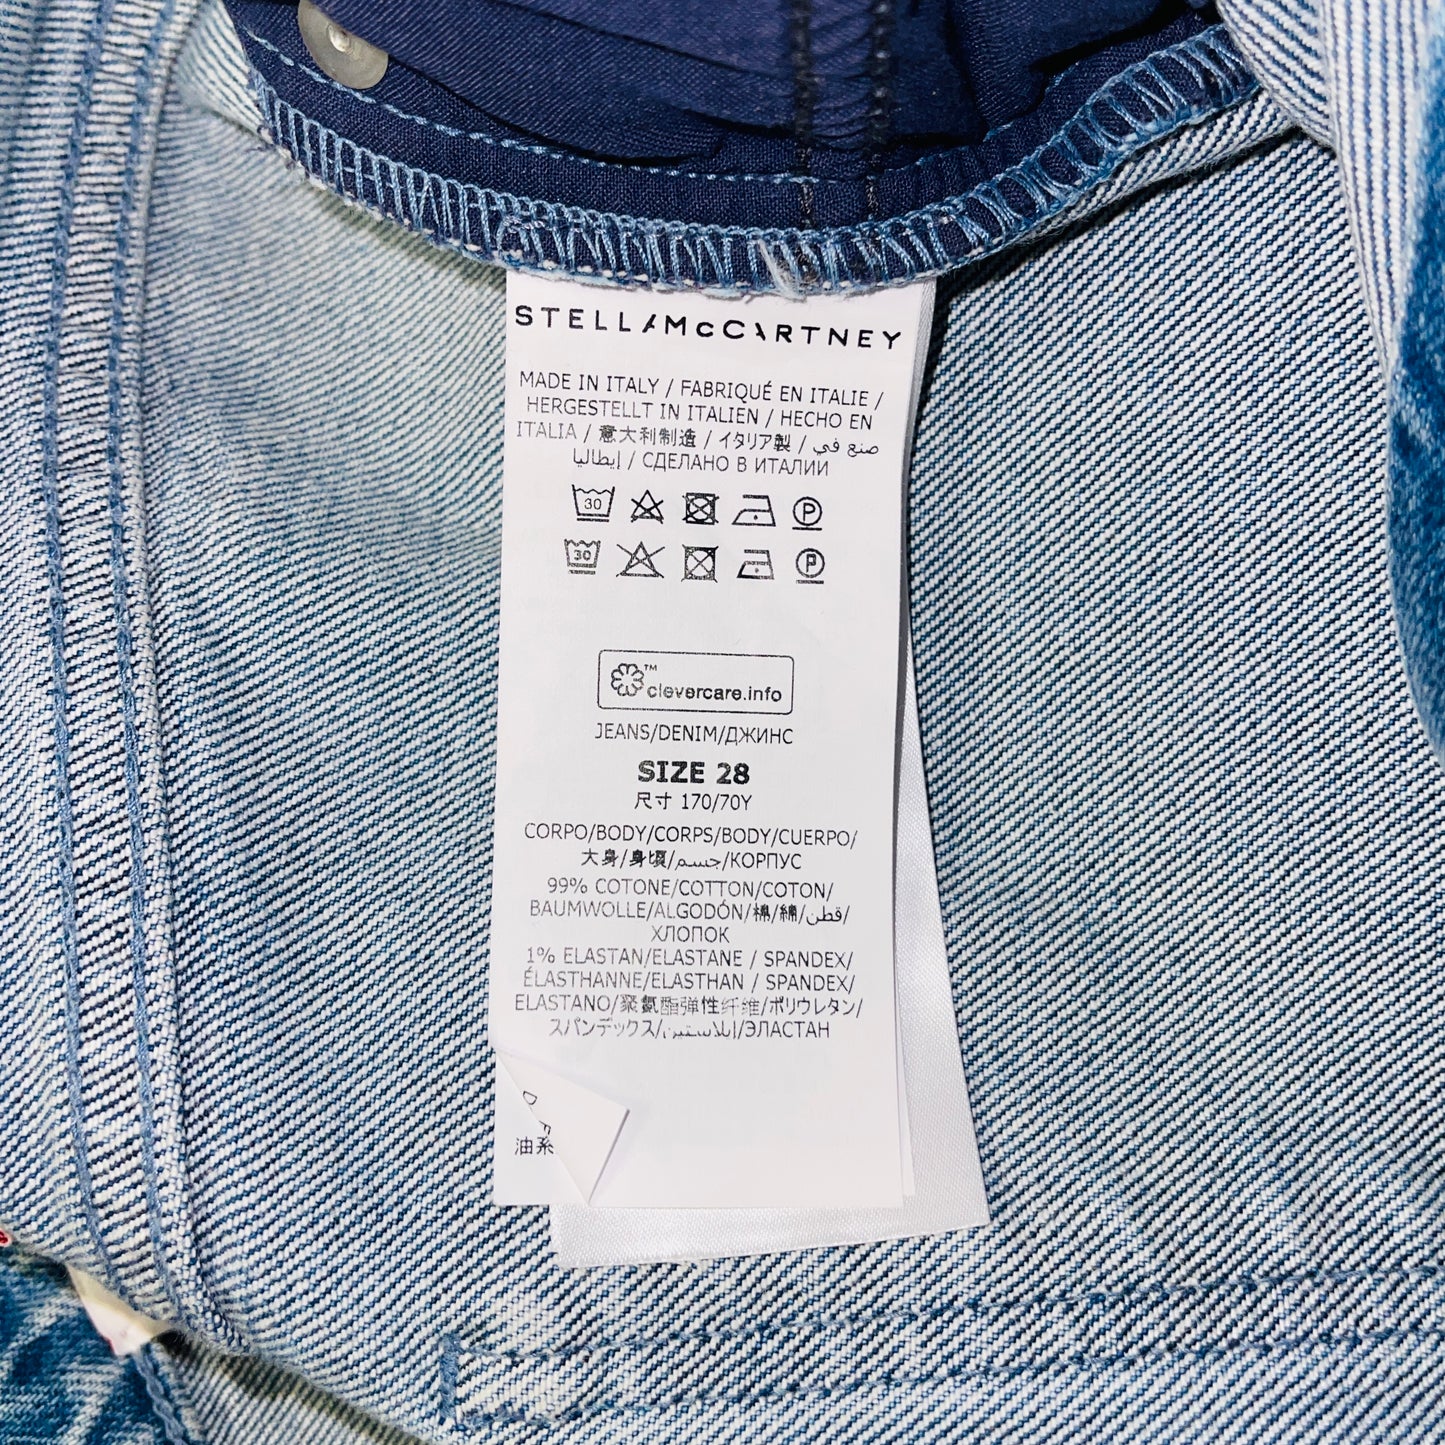 STELLA McCARTNEY
MADE IN ITALY / FABRIQUÉ EN ITALIE /
HERGESTELLT IN ITALIEN / HECHO EN
ITALIA / 意大利制造 / イタリア製 / صنع في
إيطاليا / СДЕЛАНО В ИТАЛИИ
30 P
30 P
™
clevercare.info
JEANS/DENIM/ДЖИНС
SIZE 28
尺寸 170/70Y
CORPO/BODY/CORPS/BODY/CUERPO/
大身/身頃/جسم/КОРПУС
99% COTONE/COTTON/COTON/
BAUMWOLLE/ALGODÓN/棉/綿/قطن/
ХЛОПОК
1% ELASTAN/ELASTANE / SPANDEX/
ÉLASTHANNE/ELASTHAN / SPANDEX/
ELASTANO/聚氨酯弹性纤维/ポリウレタン/
スパンデックス/إيلاستين/ЭЛАСТАН
油系